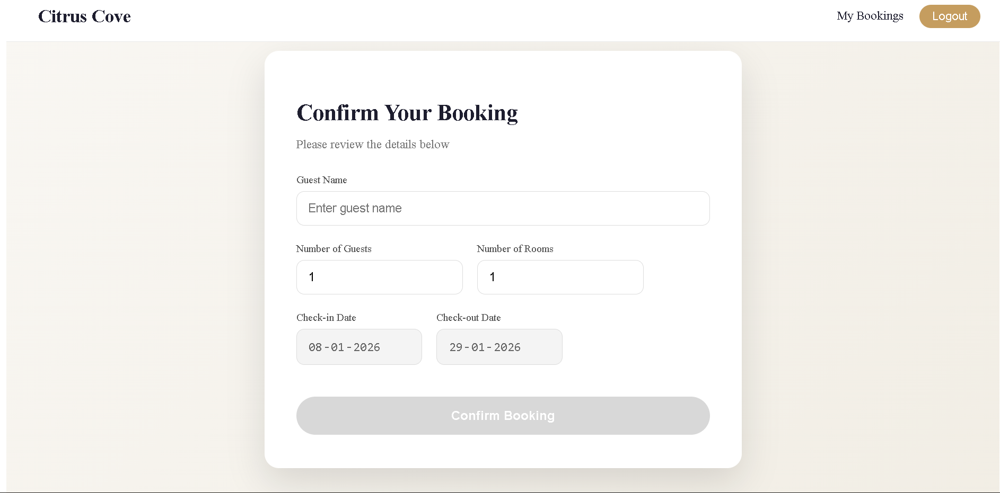 Citrus Cove
My Bookings
Logout
Confirm Your Booking
Please review the details below
Guest Name
Enter guest name
Number of Guests
Number of Rooms
1
1
Check-in Date
Check-out Date
08-01-2026
29-01-2026
Confirm Booking